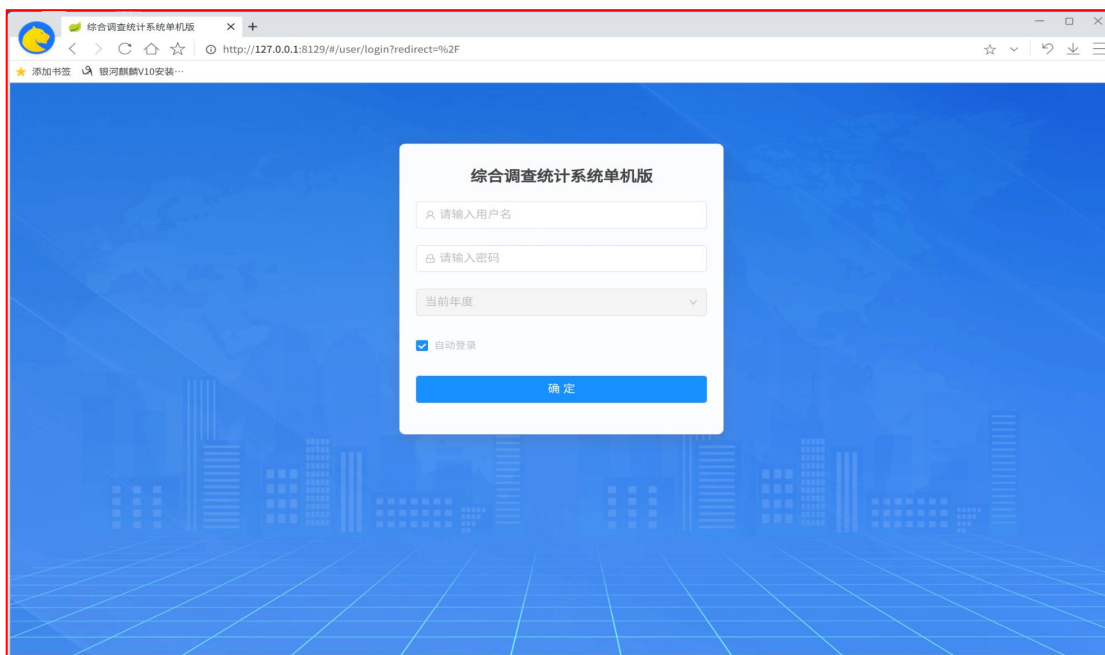 综合调查统计系统单机版
http://127.0.0.1:8129/#/user/login?redirect=%2F
添加书签 银河麒麟V10安装…
综合调查统计系统单机版
请输入用户名
请输入密码
当前年度
自动登录
确 定